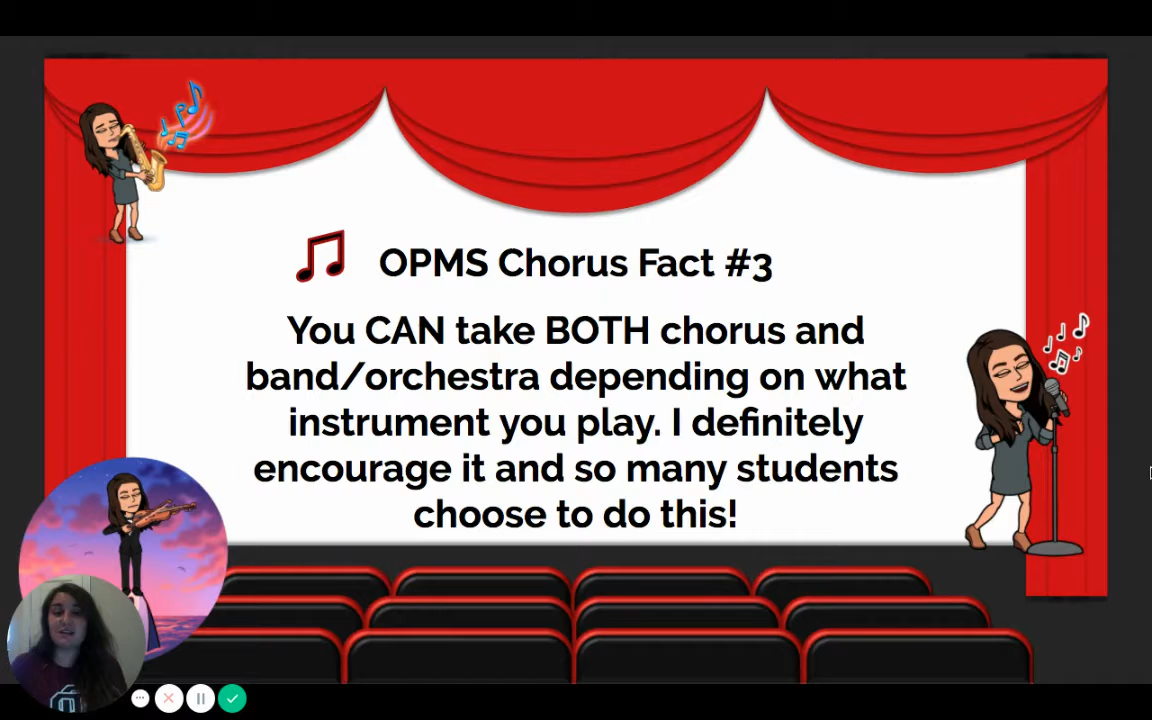 OPMS Chorus Fact #3
You CAN take BOTH chorus and
band/orchestra depending on what
instrument you play. I definitely
encourage it and so many students
choose to do this!